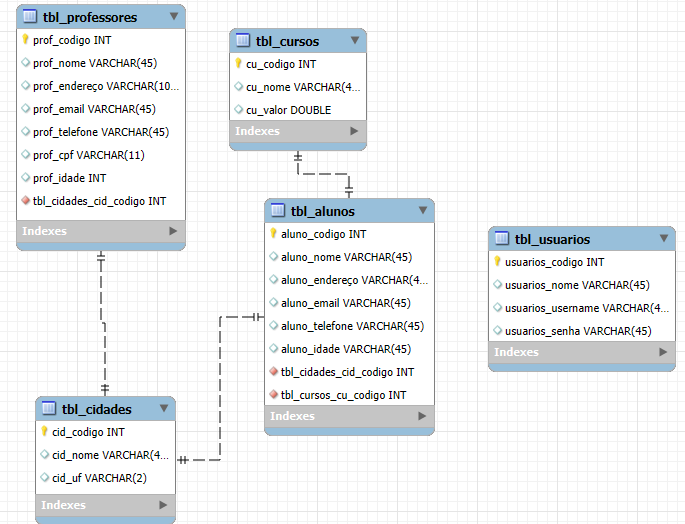 tbl_professores
prof_codigo INT
prof_nome VARCHAR(45)
prof_endereço VARCHAR(10...
prof_email VARCHAR(45)
prof_telefone VARCHAR(45)
prof_cpf VARCHAR(11)
prof_idade INT
tbl_cidades_cid_codigo INT
Indexes
tbl_cursos
cu_codigo INT
cu_nome VARCHAR(4...
cu_valor DOUBLE
Indexes
tbl_alunos
aluno_codigo INT
aluno_nome VARCHAR(45)
aluno_endereço VARCHAR(4...
aluno_email VARCHAR(45)
aluno_telefone VARCHAR(45)
aluno_idade VARCHAR(45)
tbl_cidades_cid_codigo INT
tbl_cursos_cu_codigo INT
Indexes
tbl_usuarios
usuarios_codigo INT
usuarios_nome VARCHAR(45)
usuarios_username VARCHAR(4...
usuarios_senha VARCHAR(45)
Indexes
tbl_cidades
cid_codigo INT
cid_nome VARCHAR(4...
cid_uf VARCHAR(2)
Indexes